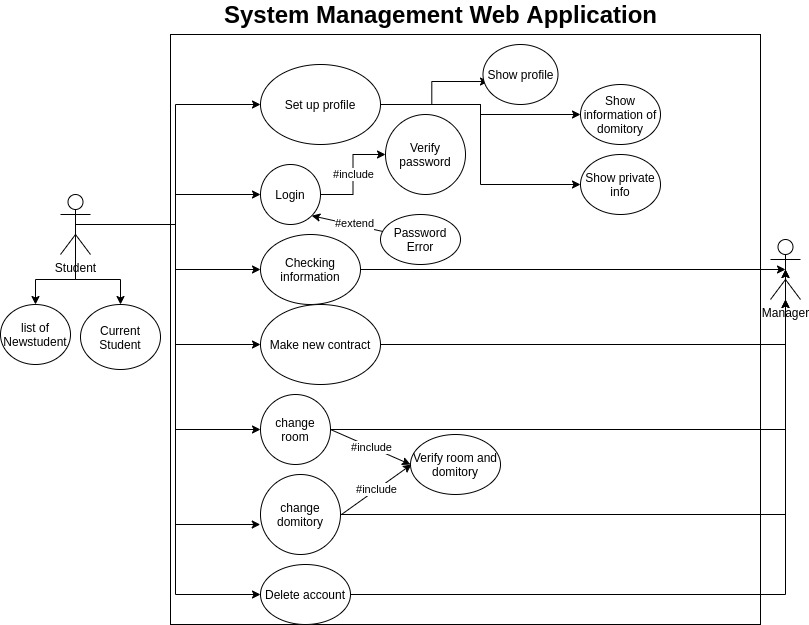 System Management Web Application
Show profile
Set up profile
Show
information of
domitory
Verify
password
#include
Show private
info
Login
#extend
Password
Error
Student
Checking
information
Manager
list of
Newstudent
Current
Student
Make new contract
change
room
#include
Verify room and
domitory
#include
change
domitory
Delete account